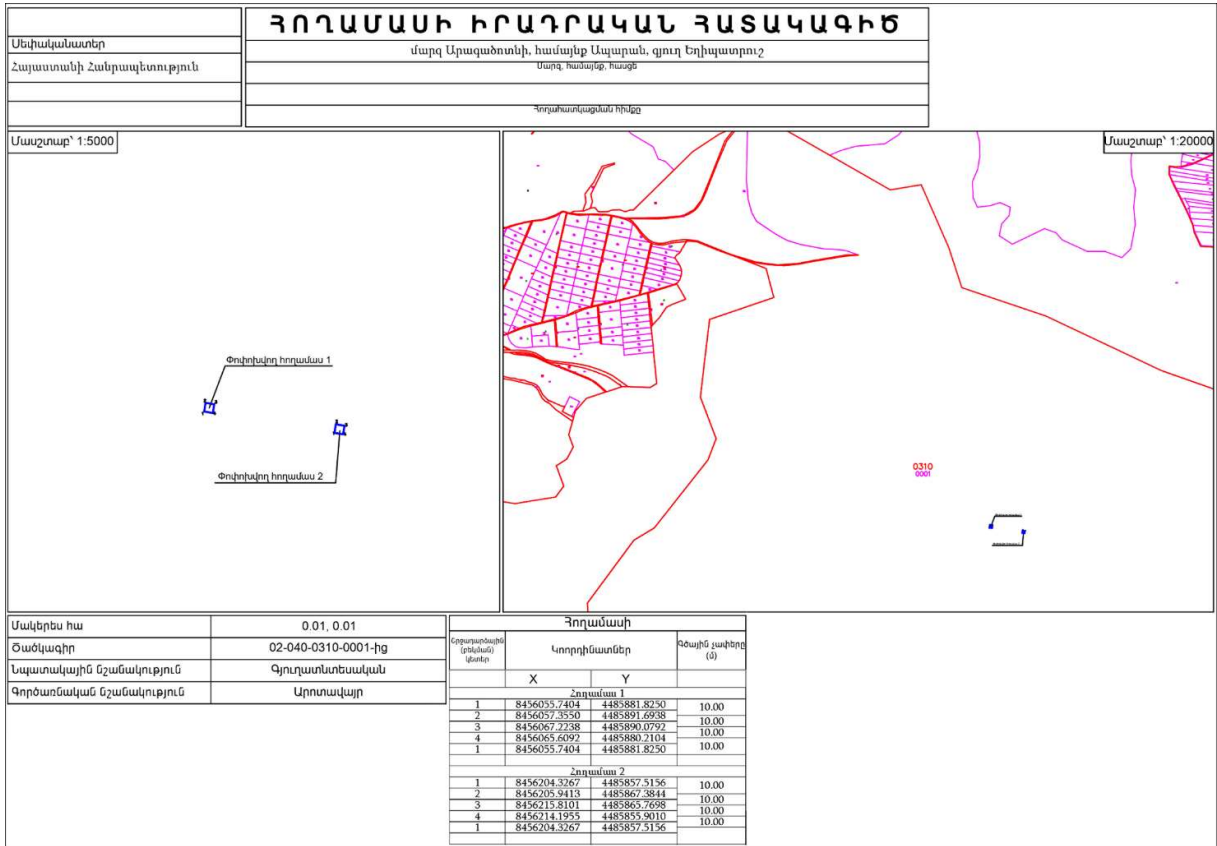 ՀՈՂԱՄԱՍԻ ԻՐԱԴՐԱԿԱՆ ՀԱՏԱԿԱԳԻԾ
Սեփականատեր
մարզ Արագածոտնի, համայնք Ապարան, գյուղ Եղիպատրուշ
Հայաստանի Հանրապետություն
Մարզ, համայնք, հասցե
Հողահատկացման հիմքը
Մասշտաբ՝ 1:5000
Մասշտաբ՝ 1:20000
Փոփոխվող հողամաս 1
Փոփոխվող հողամաս 2
0310
0001
Մակերես հա 0.01, 0.01
Ծածկագիր 02-040-0310-0001-ից
Նպատակային նշանակություն Գյուղատնտեսական
Գործառնական նշանակություն Արոտավայր
Հողամասի
Շրջադարձային (բեկման) կետեր
Կոորդինատներ
Գծային չափերը (մ)
X Y
Հողամաս 1
1 8456055.7404 4485881.8250 10.00
2 8456057.3550 4485891.6938 10.00
3 8456067.2238 4485890.0792 10.00
4 8456065.6092 4485880.2104 10.00
1 8456055.7404 4485881.8250
Հողամաս 2
1 8456204.3267 4485857.5156 10.00
2 8456205.9413 4485867.3844 10.00
3 8456215.8101 4485865.7698 10.00
4 8456214.1955 4485855.9010 10.00
1 8456204.3267 4485857.5156